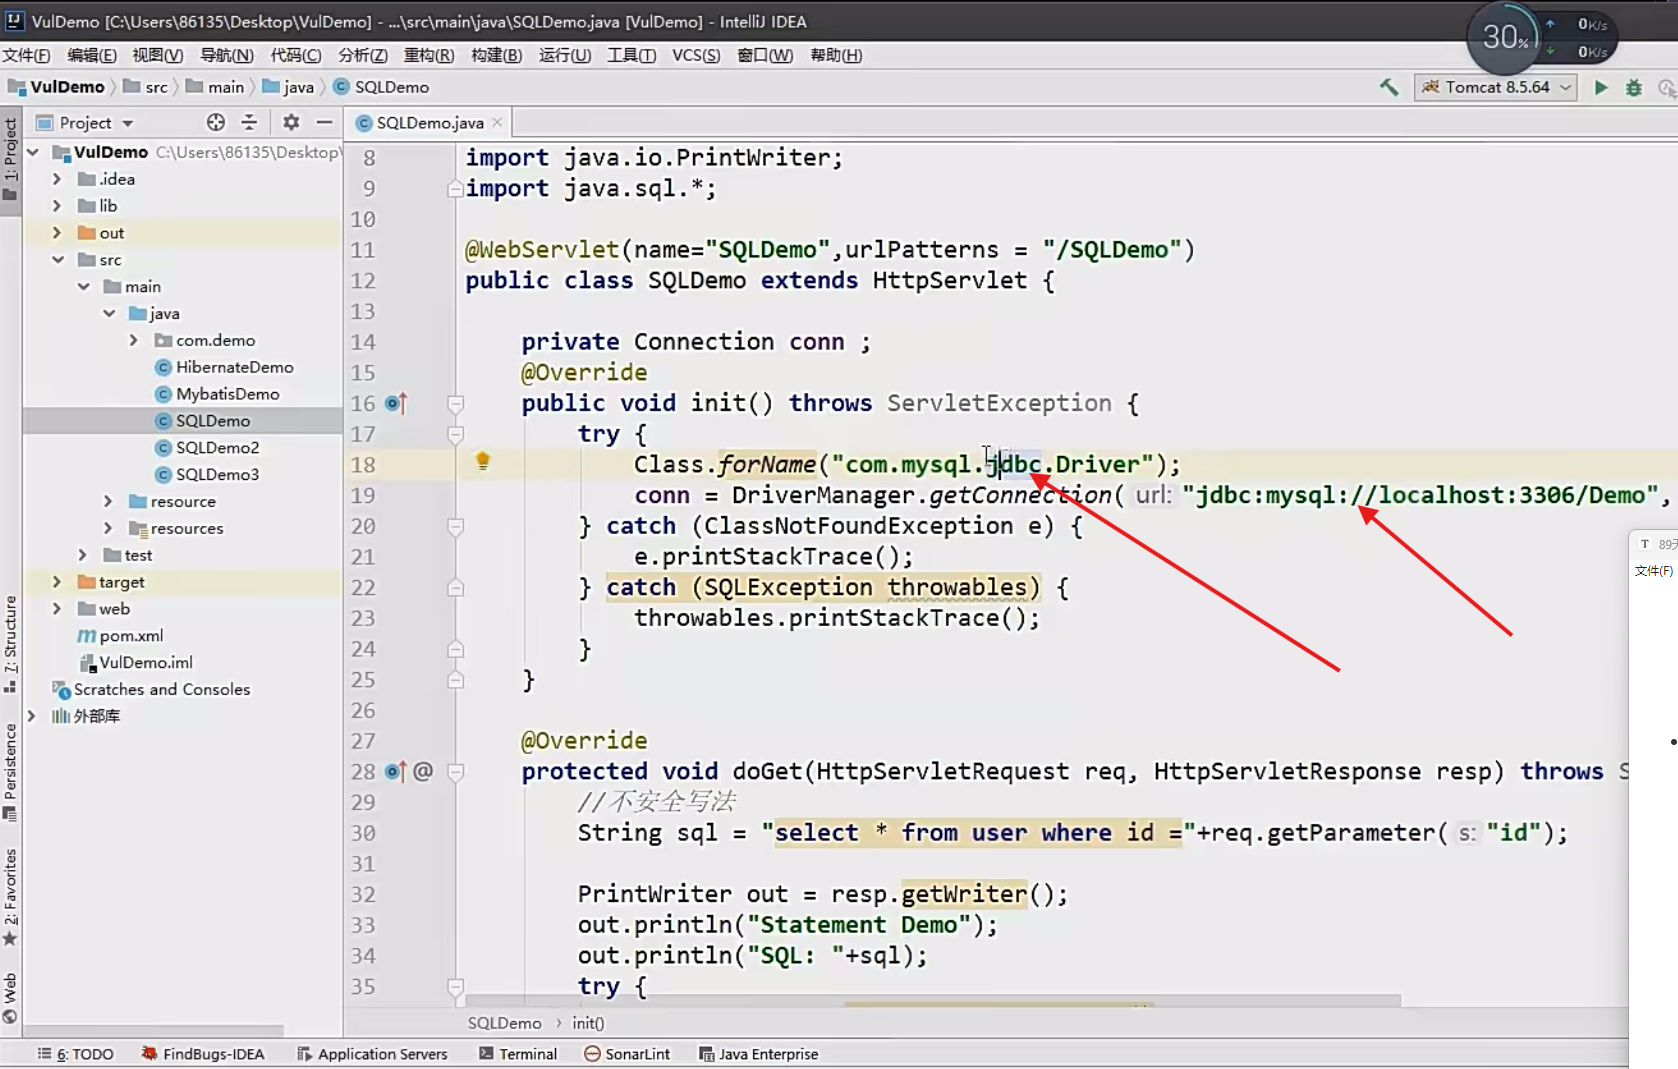 VulDemo [C:\Users\86135\Desktop\VulDemo] - ...\src\main\java\SQLDemo.java [VulDemo] - IntelliJ IDEA
30%
0K/s
0K/s
文件(F) 编辑(E) 视图(V) 导航(N) 代码(C) 分析(Z) 重构(R) 构建(B) 运行(U) 工具(T) VCS(S) 窗口(W) 帮助(H)
VulDemo src main java SQLDemo
Tomcat 8.5.64
1: Project
7: Structure
Persistence
2: Favorites
Web
Project
VulDemo C:\Users\86135\Desktop\
.idea
lib
out
src
main
java
com.demo
HibernateDemo
MybatisDemo
SQLDemo
SQLDemo2
SQLDemo3
resource
resources
test
target
web
pom.xml
VulDemo.iml
Scratches and Consoles
外部库
SQLDemo.java
8 import java.io.PrintWriter;
9 import java.sql.*;
10
11 @WebServlet(name="SQLDemo",urlPatterns = "/SQLDemo")
12 public class SQLDemo extends HttpServlet {
13
14 private Connection conn ;
15 @Override
16 public void init() throws ServletException {
17 try {
18 Class.forName("com.mysql.jdbc.Driver");
19 conn = DriverManager.getConnection( url: "jdbc:mysql://localhost:3306/Demo",
20 } catch (ClassNotFoundException e) {
21 e.printStackTrace();
22 } catch (SQLException throwables) {
23 throwables.printStackTrace();
24 }
25 }
26
27 @Override
28 @ protected void doGet(HttpServletRequest req, HttpServletResponse resp) throws S
29 //不安全写法
30 String sql = "select * from user where id ="+req.getParameter( s: "id");
31
32 PrintWriter out = resp.getWriter();
33 out.println("Statement Demo");
34 out.println("SQL: "+sql);
35 try {
SQLDemo › init()
T 89天
文件(F)
6: TODO FindBugs-IDEA Application Servers Terminal SonarLint Java Enterprise